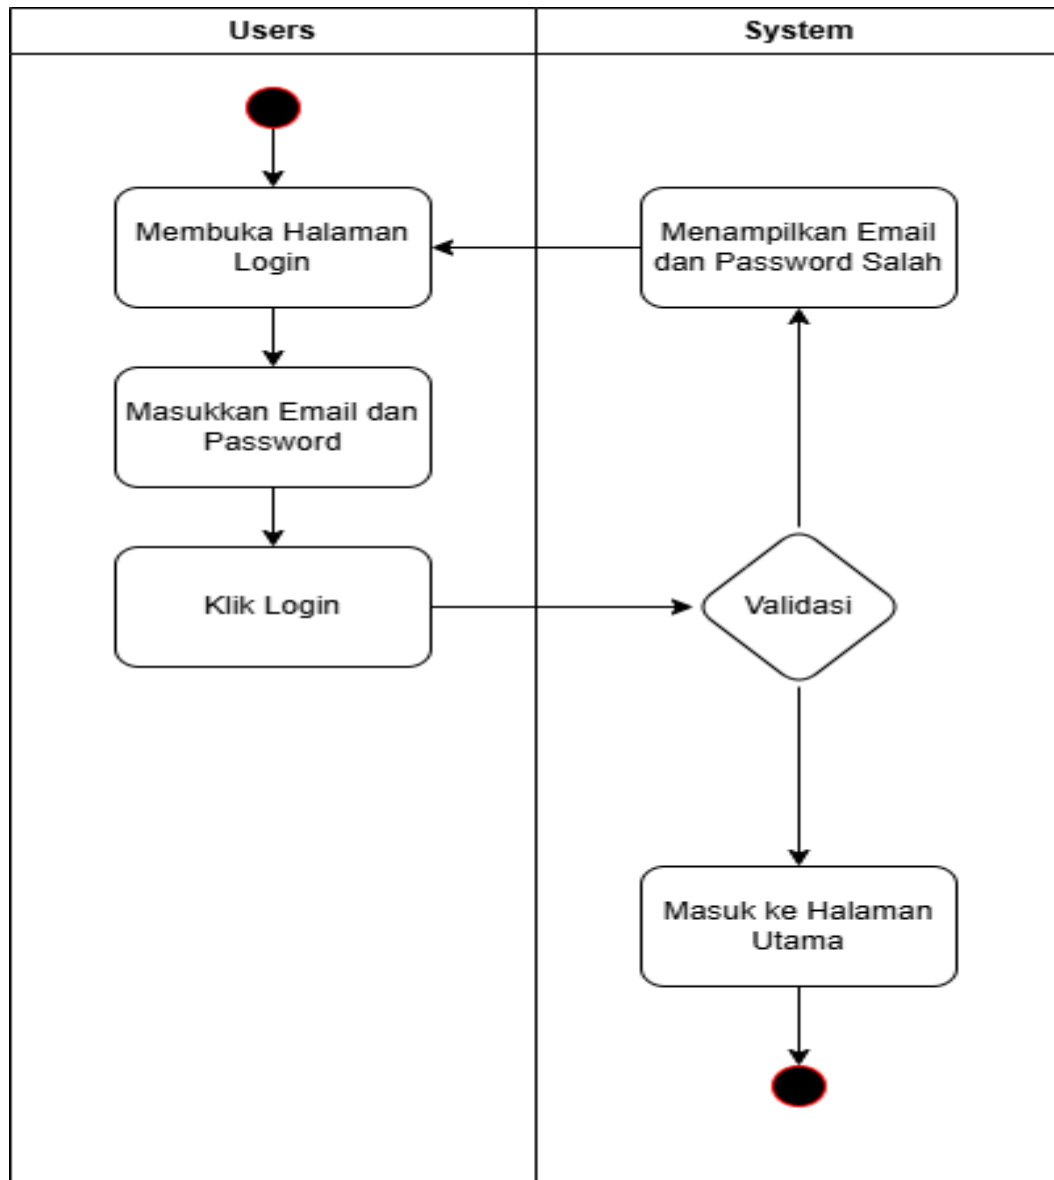 Users
System
Membuka Halaman
Login
Menampilkan Email
dan Password Salah
Masukkan Email dan
Password
Klik Login
Validasi
Masuk ke Halaman
Utama